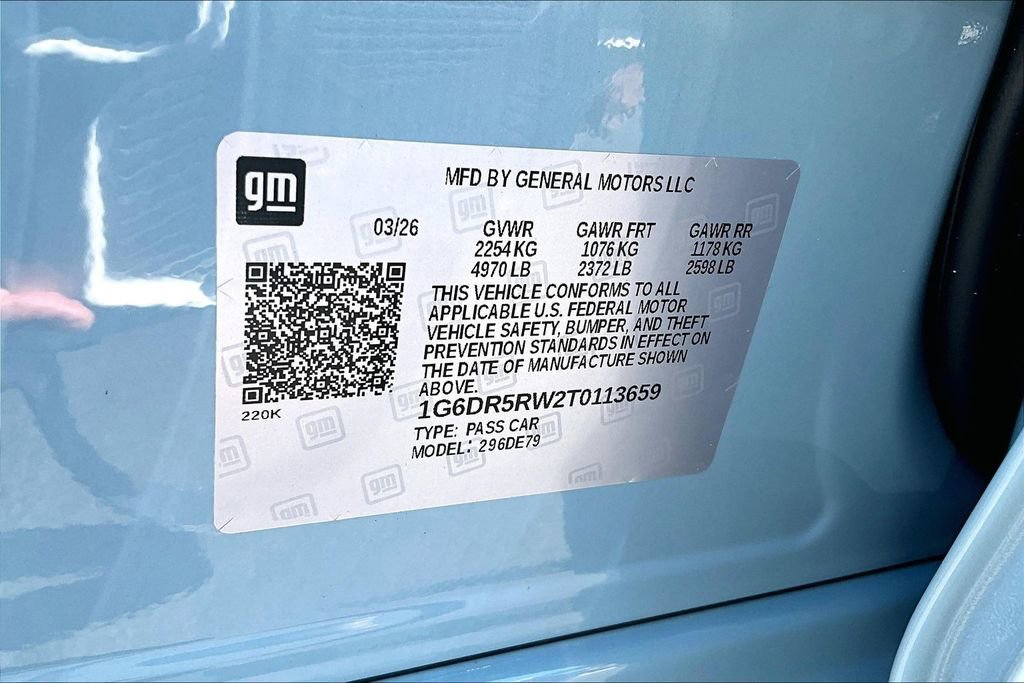 gm
MFD BY GENERAL MOTORS LLC
03/26 GVWR GAWR FRT GAWR RR
2254 KG 1076 KG 1178 KG
4970 LB 2372 LB 2598 LB
THIS VEHICLE CONFORMS TO ALL
APPLICABLE U.S. FEDERAL MOTOR
VEHICLE SAFETY, BUMPER, AND THEFT
PREVENTION STANDARDS IN EFFECT ON
THE DATE OF MANUFACTURE SHOWN
ABOVE.
220K
1G6DR5RW2T0113659
TYPE: PASS CAR
MODEL: 296DE79